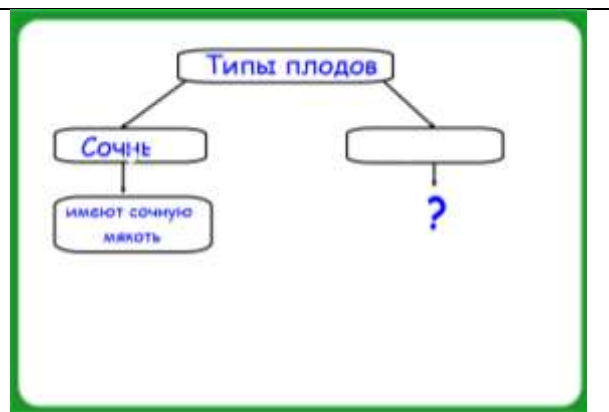 Типы плодов
Сочнь
имеют сочную
мякоть
?